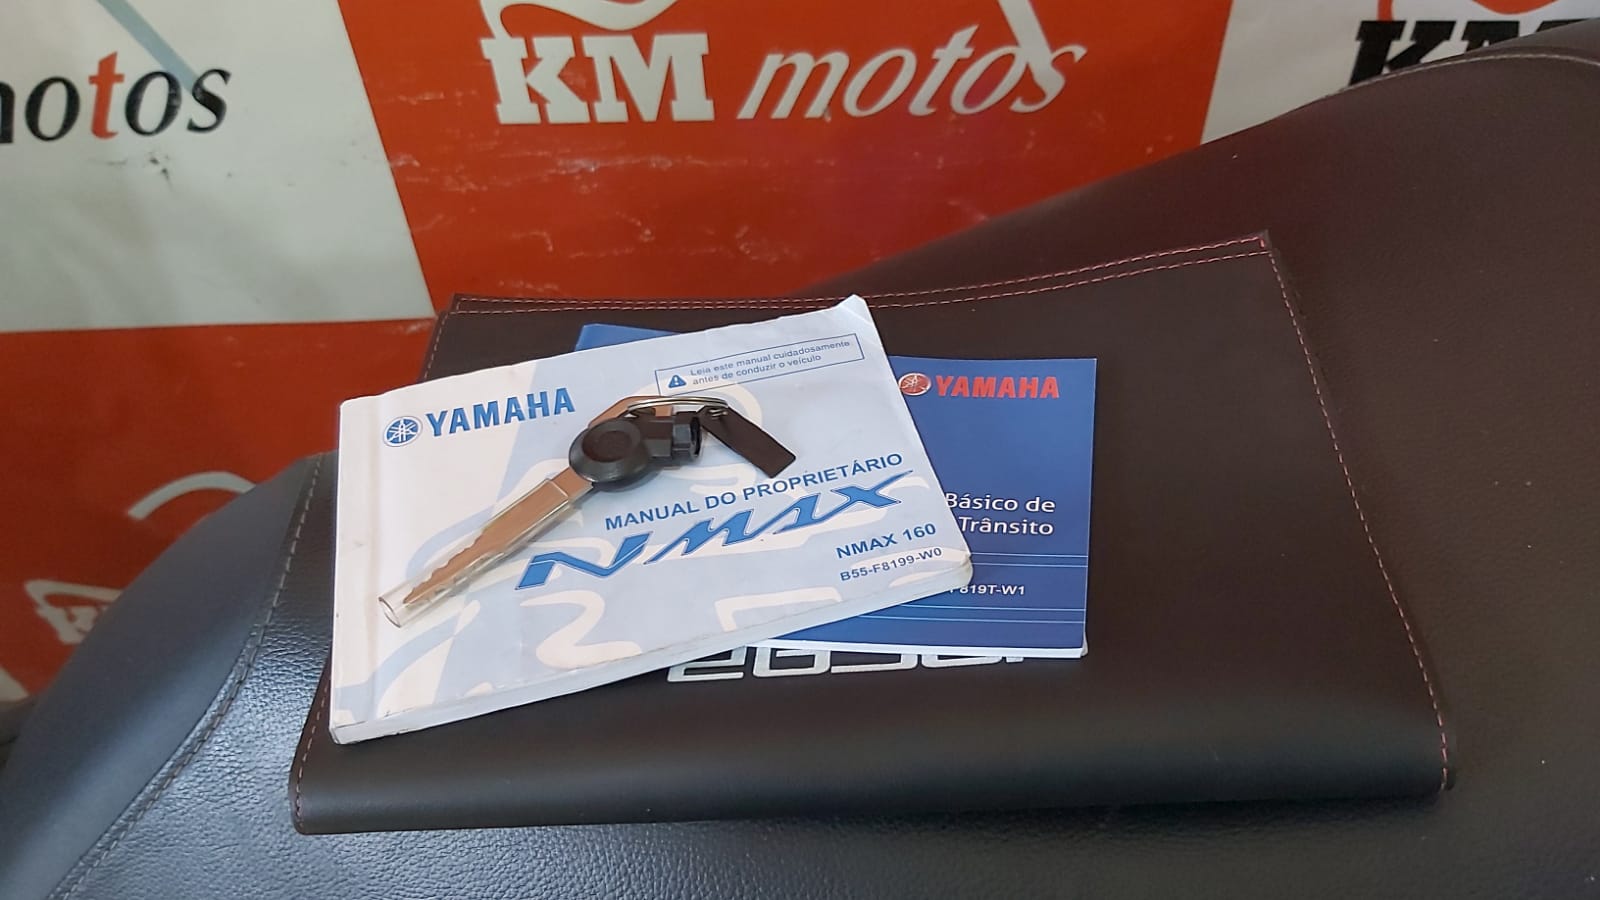 motos
KM motos
KM
YAMAHA
Leia este manual cuidadosamente
antes de conduzir o veículo
MANUAL DO PROPRIETÁRIO
NMAX
NMAX 160
B55-F8199-W0
YAMAHA
Básico de
Trânsito
F819T-W1